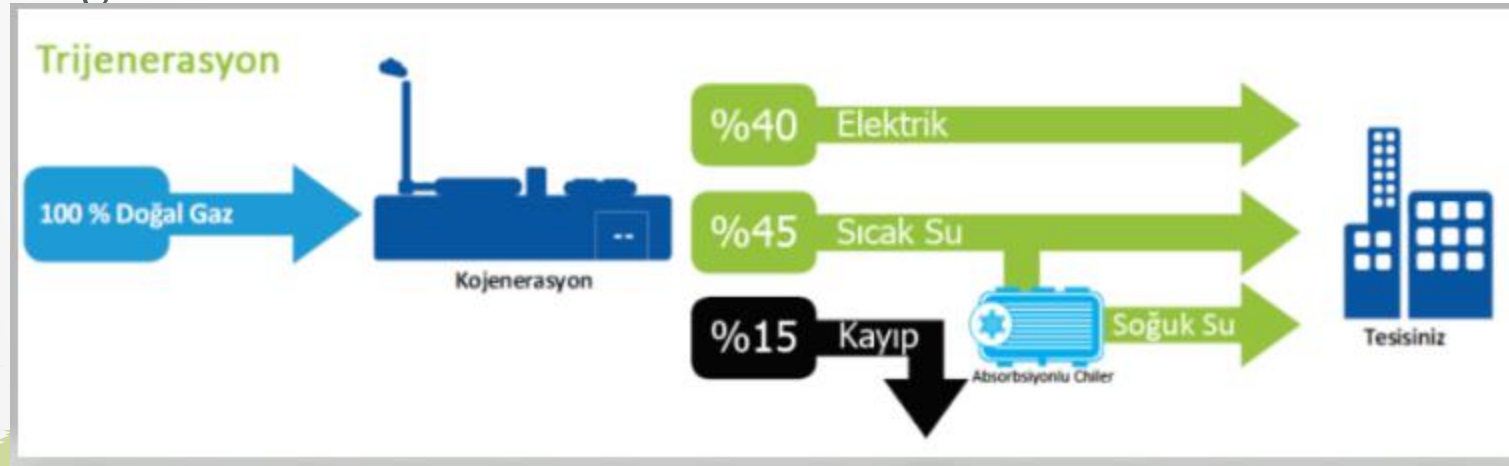 Trijenerasyon
100 % Doğal Gaz
Kojenerasyon
%40 Elektrik
%45 Sıcak Su
%15 Kayıp
Absorbsiyonlu Chiler
Soğuk Su
Tesisiniz